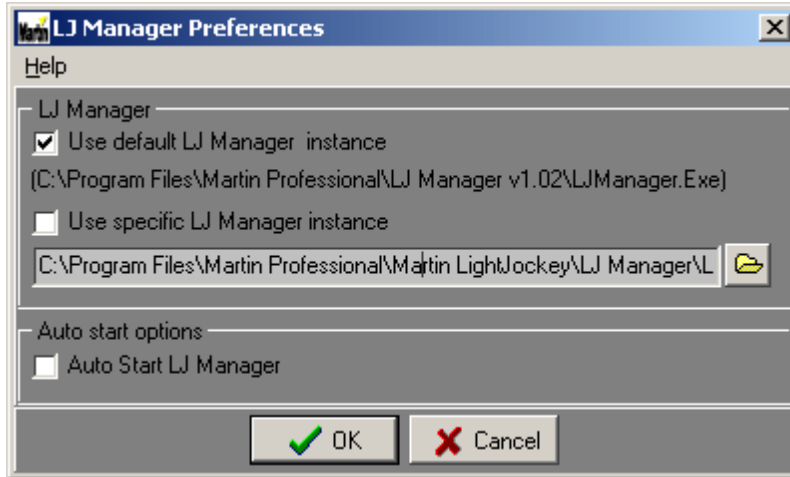 Martin LJ Manager Preferences
Help
LJ Manager
Use default LJ Manager instance
(C:\Program Files\Martin Professional\LJ Manager v1.02\LJManager.Exe)
Use specific LJ Manager instance
C:\Program Files\Martin Professional\Martin LightJockey\LJ Manager\L
Auto start options
Auto Start LJ Manager
OK Cancel